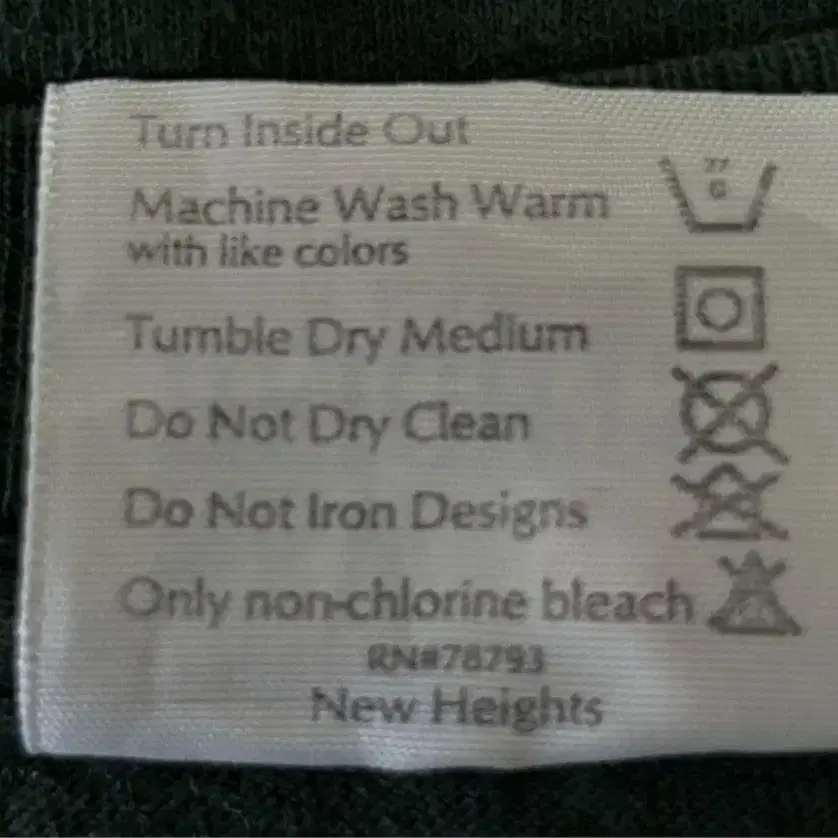 Turn Inside Out
Machine Wash Warm
with like colors
Tumble Dry Medium
Do Not Dry Clean
Do Not Iron Designs
Only non-chlorine bleach
RN#78793
New Heights